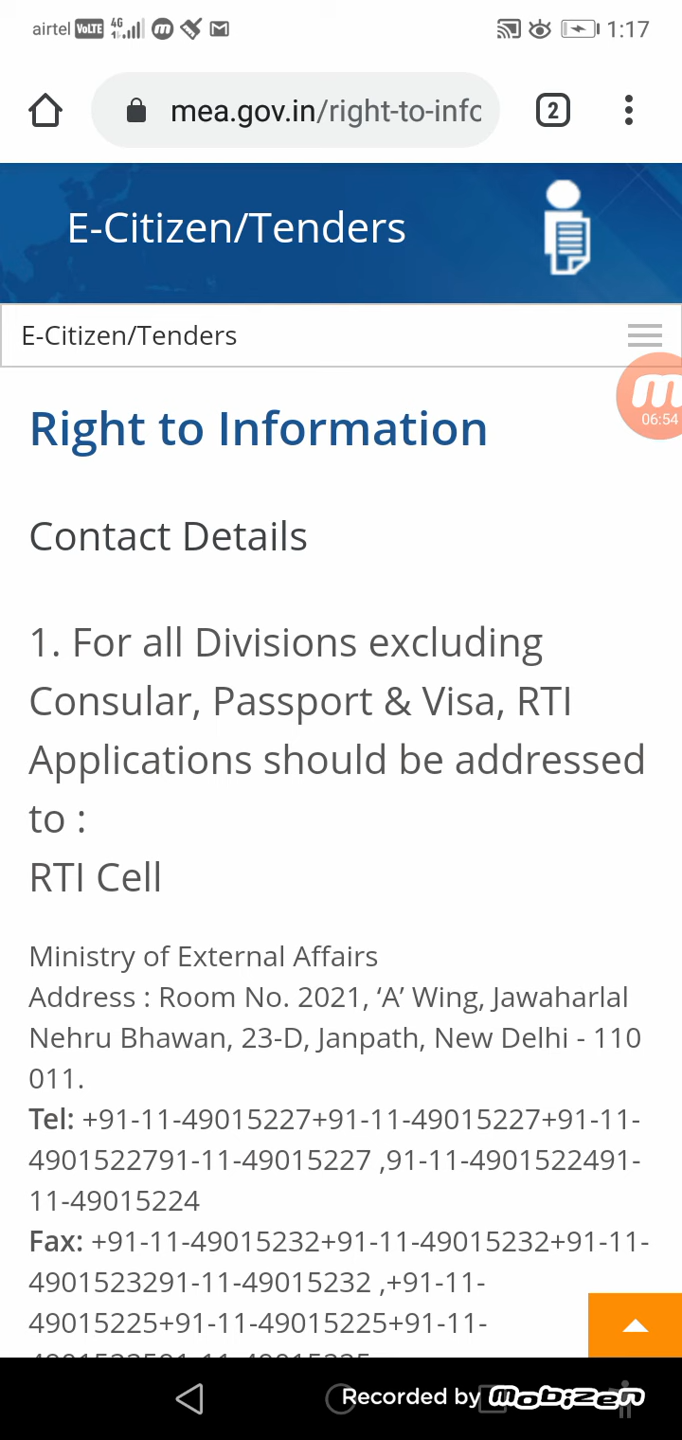 airtel VoLTE 4G 1:17
2
mea.gov.in/right-to-info
E-Citizen/Tenders
E-Citizen/Tenders
06:54
Right to Information
Contact Details
1. For all Divisions excluding
Consular, Passport & Visa, RTI
Applications should be addressed
to :
RTI Cell
Ministry of External Affairs
Address : Room No. 2021, ‘A’ Wing, Jawaharlal
Nehru Bhawan, 23-D, Janpath, New Delhi - 110
011.
Tel: +91-11-49015227+91-11-49015227+91-11-
4901522791-11-49015227 ,91-11-4901522491-
11-49015224
Fax: +91-11-49015232+91-11-49015232+91-11-
4901523291-11-49015232 ,+91-11-
49015225+91-11-49015225+91-11-
Recorded by Mobizen